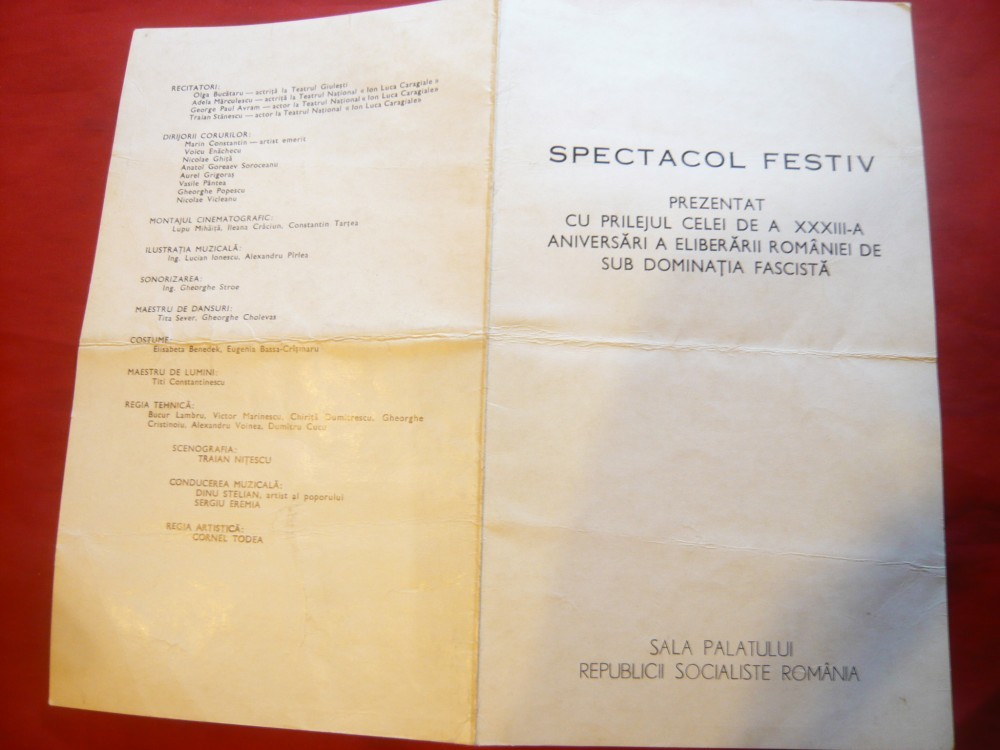 RECITATORI:
Olga Bucătaru — actriță la Teatrul Giulești
Adela Mărculescu — actriță la Teatrul Național « Ion Luca Caragiale »
George Paul Avram — actor la Teatrul Național « Ion Luca Caragiale»
Traian Stănescu — actor la Teatrul Național « Ion Luca Caragiale»
DIRIJORII CORURILOR:
Marin Constantin — artist emerit
Voicu Enăchecu
Nicolae Ghiță
Anatol Goreaev Soroceanu
Aurel Grigoraș
Vasile Pântea
Gheorghe Popescu
Nicolae Vicleanu
MONTAJUL CINEMATOGRAFIC:
Lupu Mihăiță, Ileana Crăciun, Constantin Tartea
ILUSTRAȚIA MUZICALĂ:
Ing. Lucian Ionescu, Alexandru Pîrlea
SONORIZAREA:
Ing. Gheorghe Stroe
MAESTRU DE DANSURI:
Tita Sever, Gheorghe Cholevas
COSTUME:
Elisabeta Benedek, Eugenia Bassa-Crîșmaru
MAESTRU DE LUMINI:
Titi Constantinescu
REGIA TEHNICĂ:
Bucur Lambru, Victor Marinescu, Chiriță Dumitrescu, Gheorghe
Cristinoiu, Alexandru Voinea, Dumitru Cucu
SCENOGRAFIA:
TRAIAN NIȚESCU
CONDUCEREA MUZICALĂ:
DINU STELIAN, artist al poporului
SERGIU EREMIA
REGIA ARTISTICĂ:
CORNEL TODEA
SPECTACOL FESTIV
PREZENTAT
CU PRILEJUL CELEI DE A XXXIII-A
ANIVERSĂRI A ELIBERĂRII ROMÂNIEI DE
SUB DOMINAȚIA FASCISTĂ
SALA PALATULUI
REPUBLICII SOCIALISTE ROMÂNIA